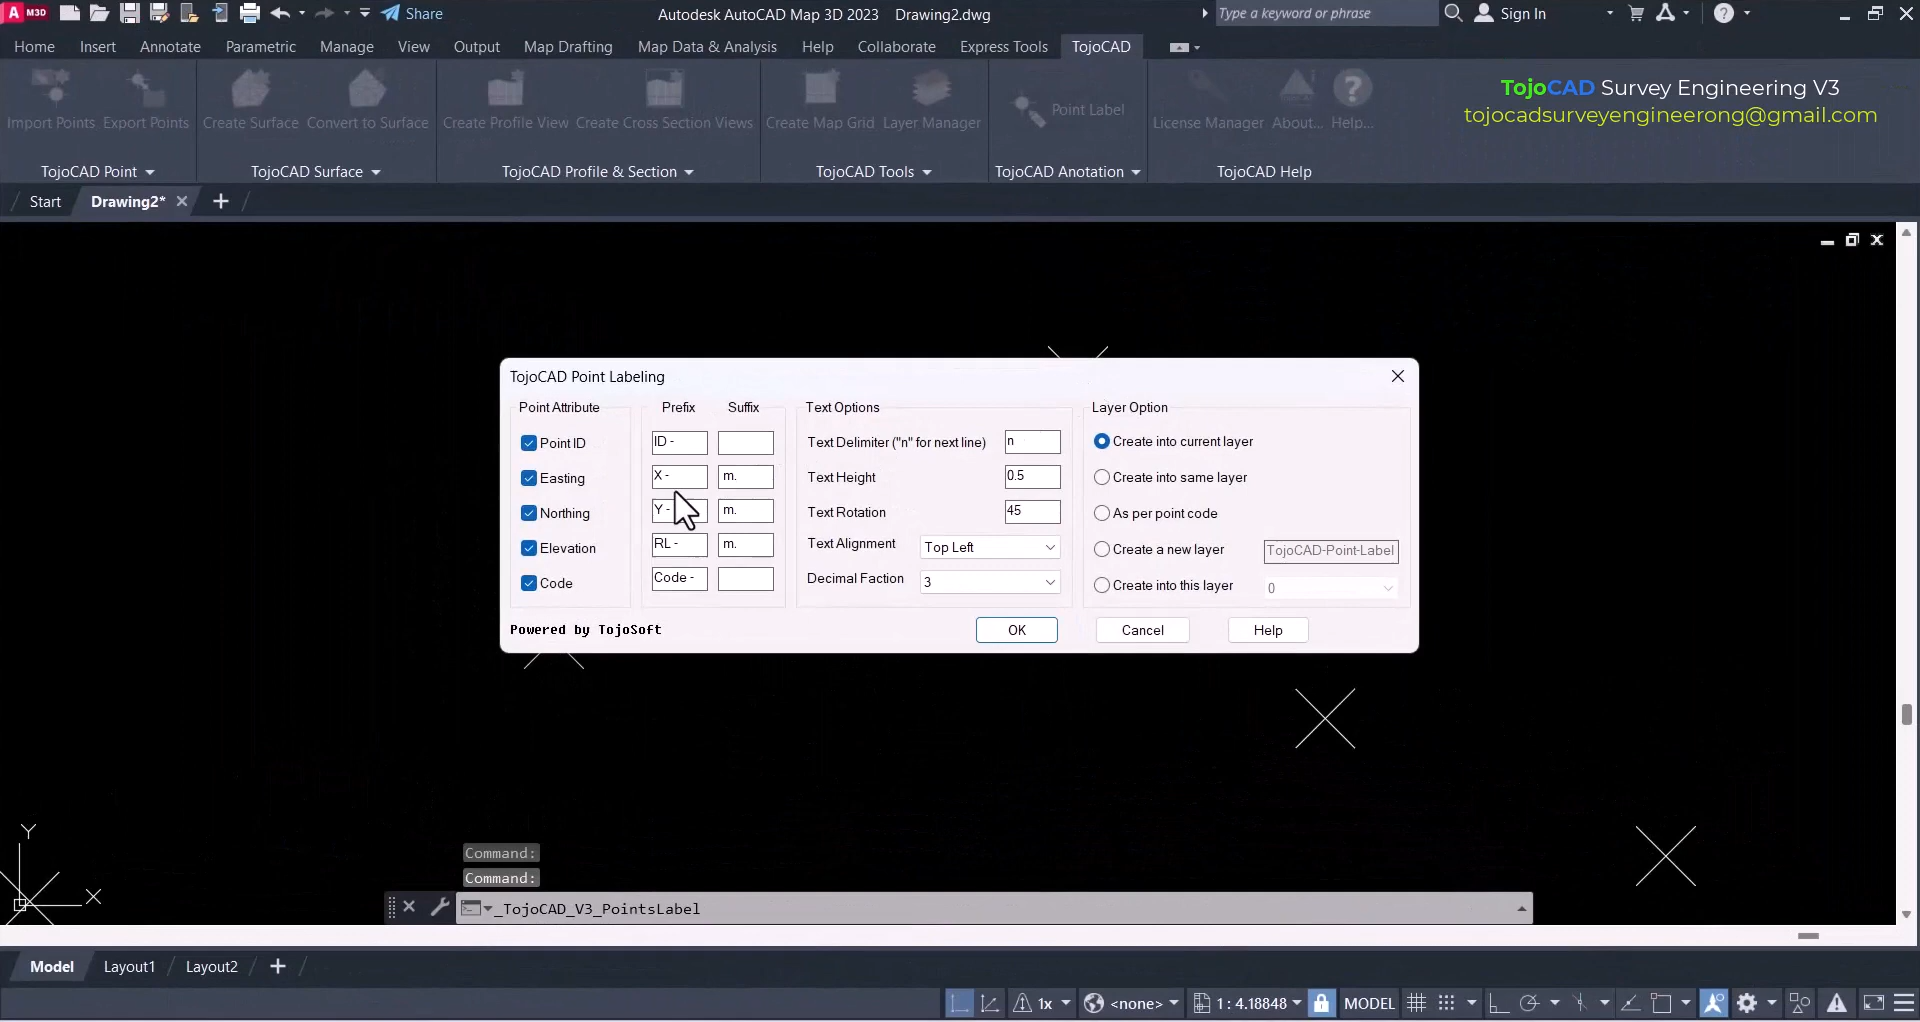 M3D
Share
Autodesk AutoCAD Map 3D 2023 Drawing2.dwg
Type a keyword or phrase
Sign In
Home Insert Annotate Parametric Manage View Output Map Drafting Map Data & Analysis Help Collaborate Express Tools TojoCAD
Import Points Export Points Create Surface Convert to Surface Create Profile View Create Cross Section Views Create Map Grid Layer Manager Point Label License Manager About... Help...
TojoCAD Survey Engineering V3
tojocadsurveyengineerong@gmail.com
TojoCAD Point TojoCAD Surface TojoCAD Profile & Section TojoCAD Tools TojoCAD Anotation TojoCAD Help
Start Drawing2*
TojoCAD Point Labeling
Point Attribute Prefix Suffix Text Options Layer Option
Point ID ID - Text Delimiter ("n" for next line) n Create into current layer
Easting X - m. Text Height 0.5 Create into same layer
Northing Y - m. Text Rotation 45 As per point code
Elevation RL - m. Text Alignment Top Left Create a new layer TojoCAD-Point-Label
Code Code - Decimal Faction 3 Create into this layer 0
Powered by TojoSoft OK Cancel Help
Y
X
Command:
Command:
_TojoCAD_V3_PointsLabel
Model Layout1 Layout2
1x <none> 1 : 4.18848 MODEL